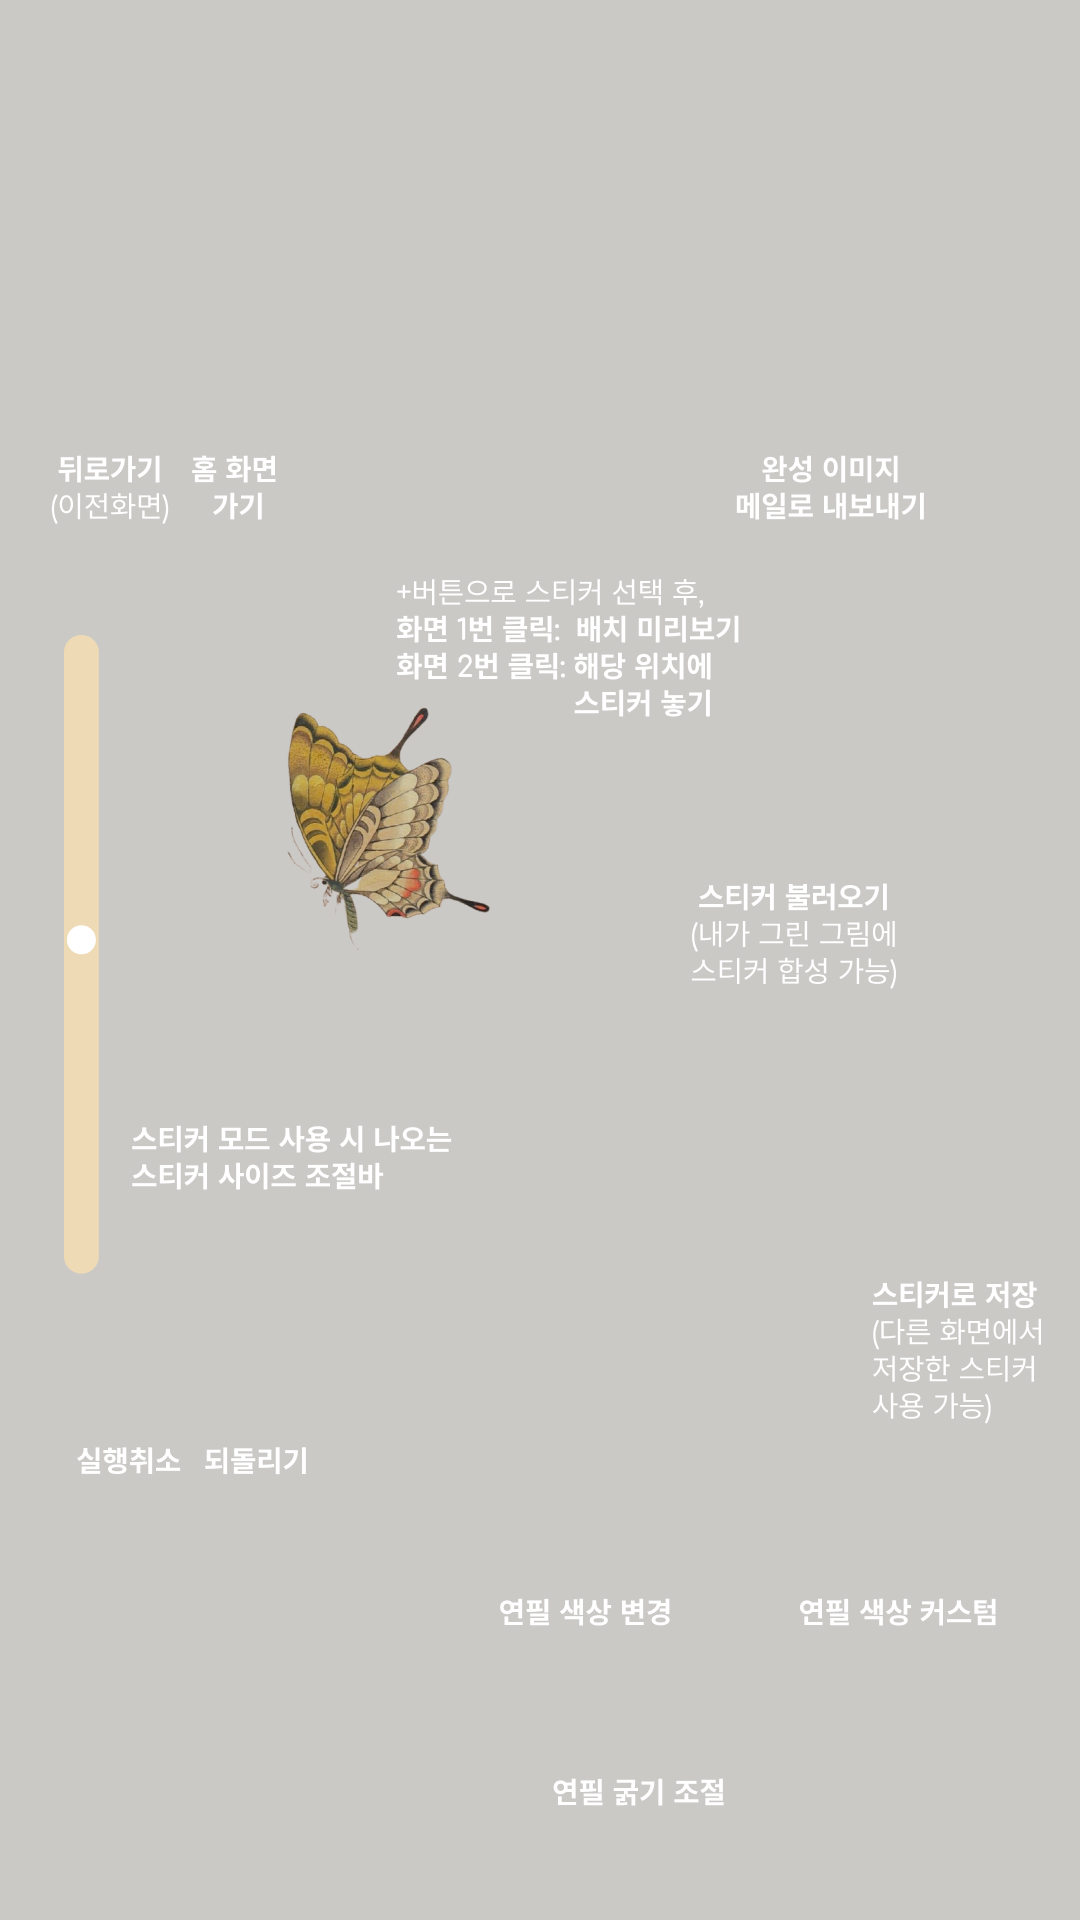 뒤로가기
(이전화면)
홈 화면
가기
완성 이미지
메일로 내보내기
+버튼으로 스티커 선택 후,
화면 1번 클릭: 배치 미리보기
화면 2번 클릭: 해당 위치에
스티커 놓기
스티커 불러오기
(내가 그린 그림에
스티커 합성 가능)
스티커 모드 사용 시 나오는
스티커 사이즈 조절바
스티커로 저장
(다른 화면에서
저장한 스티커
사용 가능)
실행취소 되돌리기
연필 색상 변경
연필 색상 커스텀
연필 굵기 조절